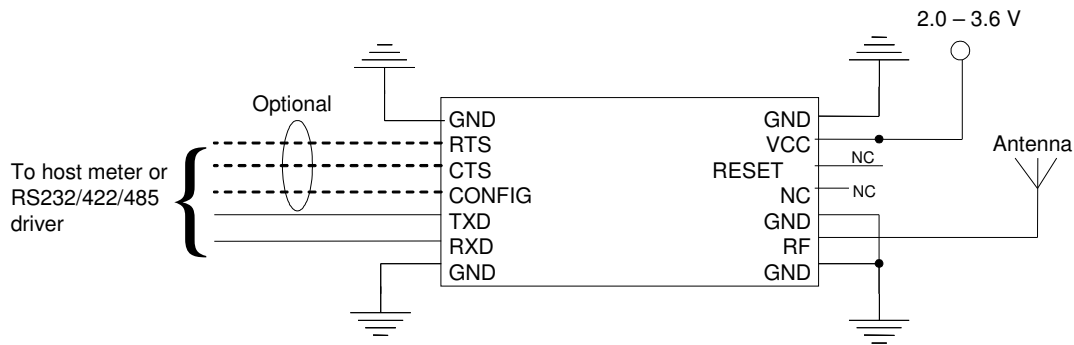 2.0 – 3.6 V
Optional
Antenna
To host meter or
RS232/422/485
driver
GND
RTS
CTS
CONFIG
TXD
RXD
GND
GND
VCC
RESET
NC
NC
NC
GND
RF
GND